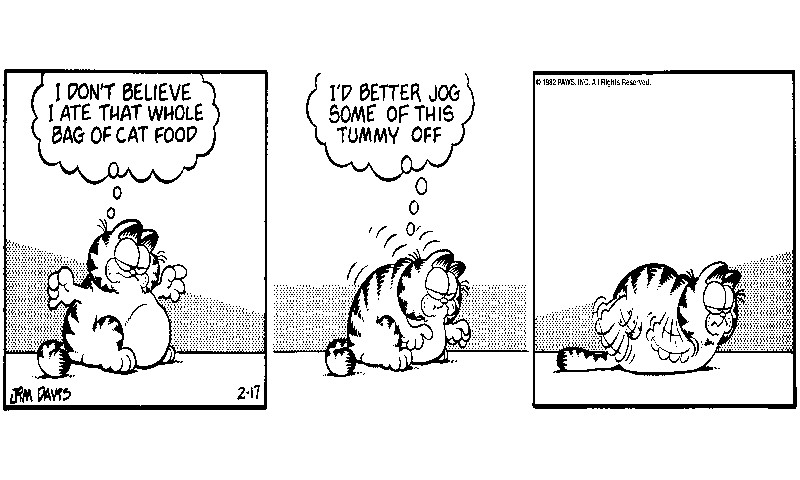 I DON'T BELIEVE
I ATE THAT WHOLE
BAG OF CAT FOOD
JIM DAVIS
2-17
I'D BETTER JOG
SOME OF THIS
TUMMY OFF
© 1982 PAWS, INC. All Rights Reserved.